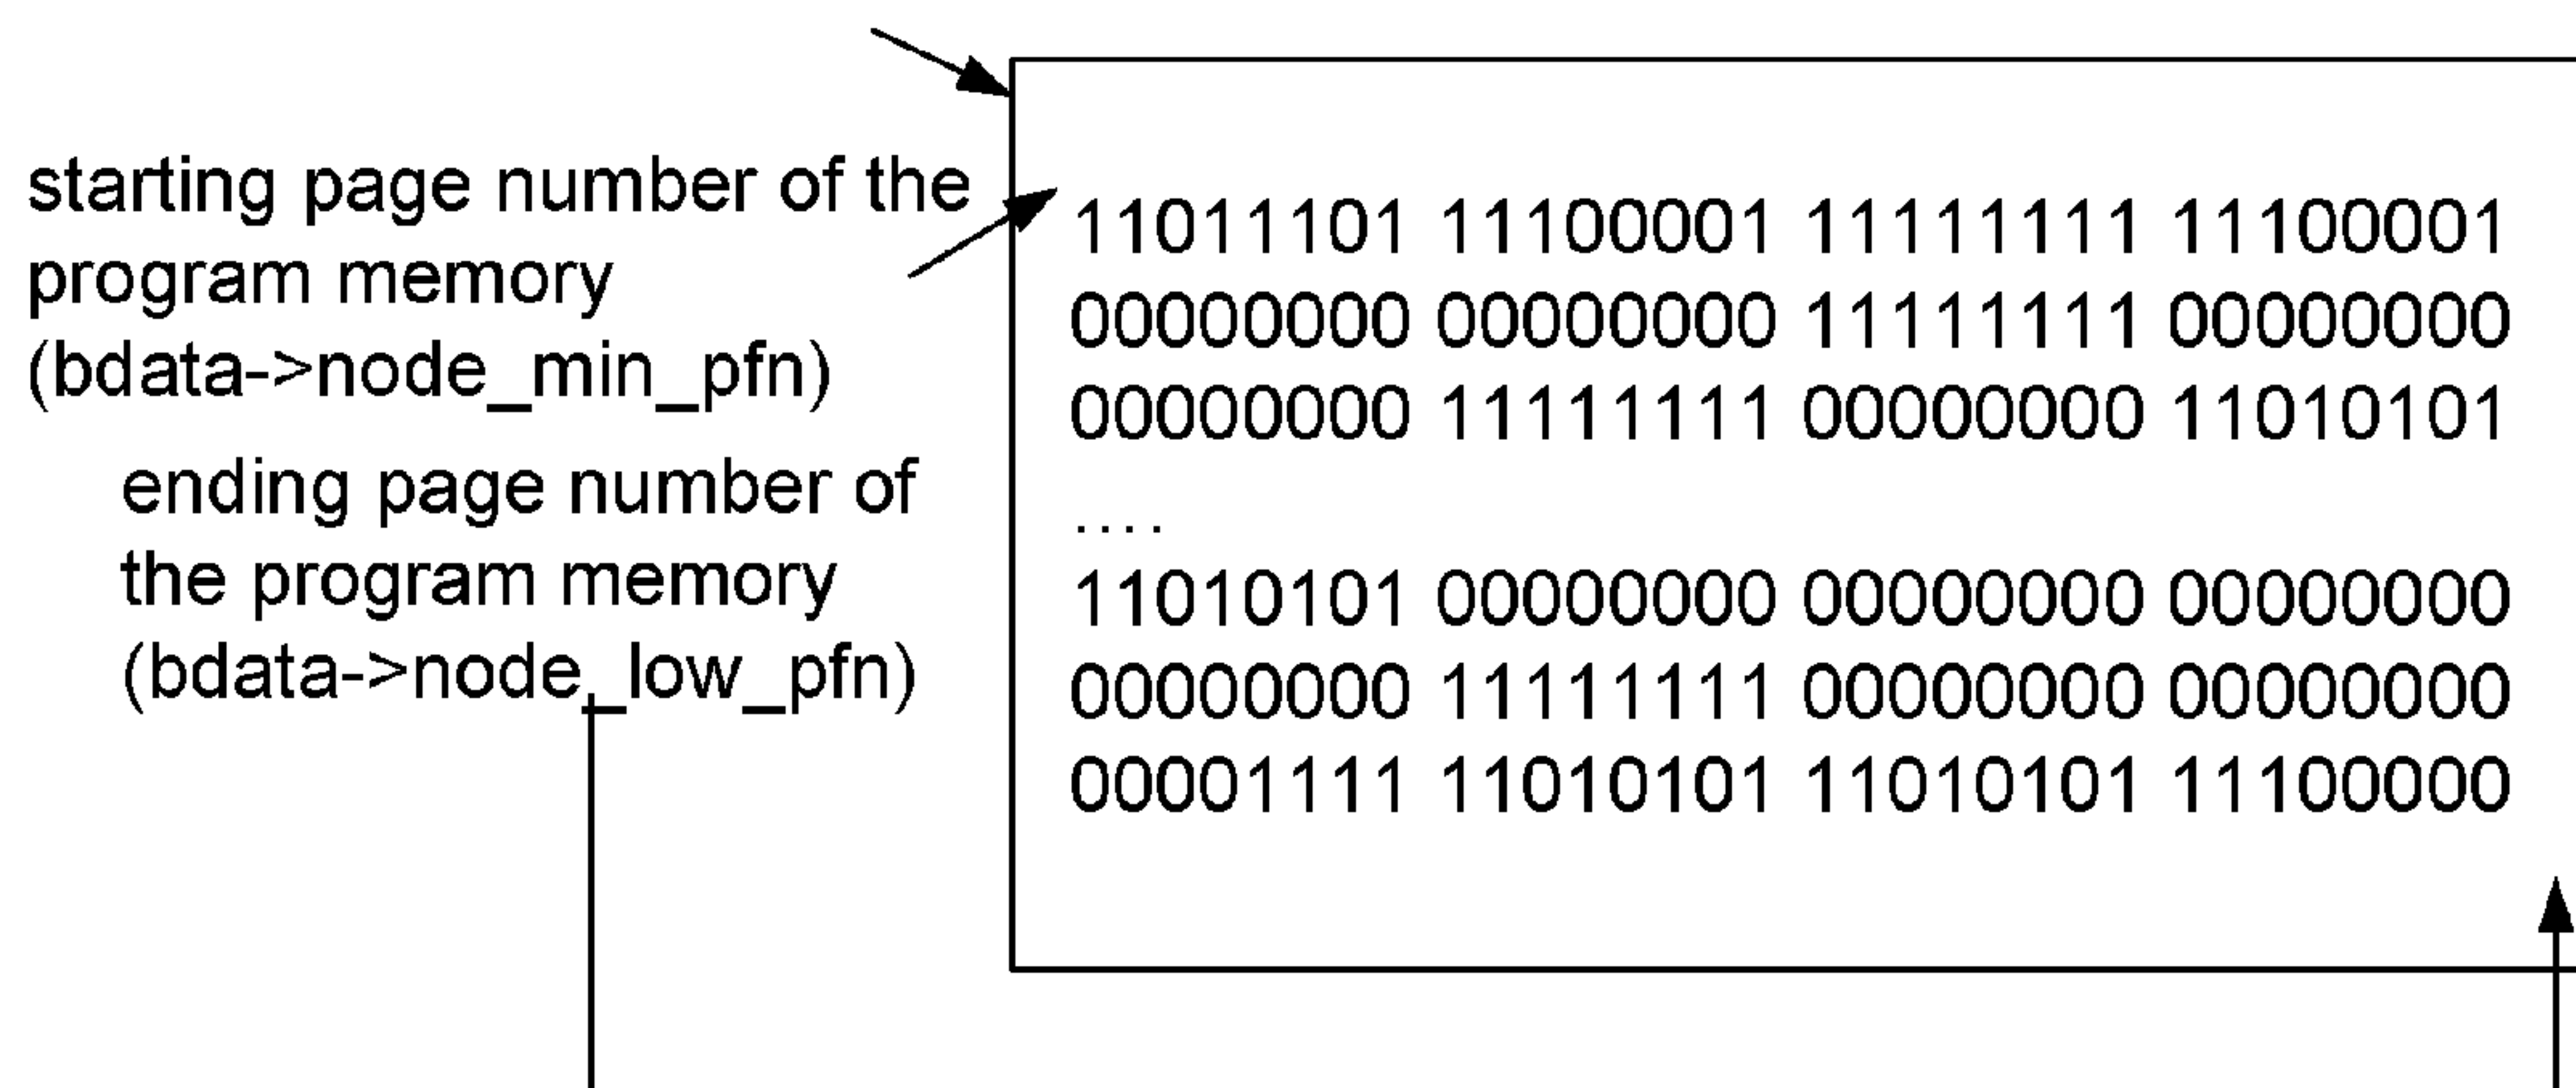 starting page number of the
program memory
(bdata->node_min_pfn)
ending page number of
the program memory
(bdata->node_low_pfn)
11011101 11100001 11111111 11100001
00000000 00000000 11111111 00000000
00000000 11111111 00000000 11010101
....
11010101 00000000 00000000 00000000
00000000 11111111 00000000 00000000
00001111 11010101 11010101 11100000